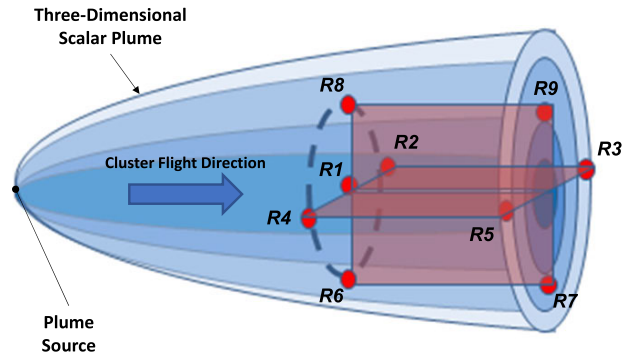 Three-Dimensional
Scalar Plume
R8
R9
R2
R3
Cluster Flight Direction
R1
R4
R5
R6
R7
Plume
Source